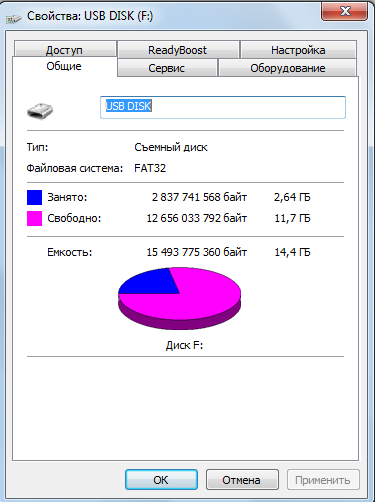 Свойства: USB DISK (F:)
Доступ ReadyBoost Настройка
Общие Сервис Оборудование
USB DISK
Тип: Съемный диск
Файловая система: FAT32
Занято: 2 837 741 568 байт 2,64 ГБ
Свободно: 12 656 033 792 байт 11,7 ГБ
Емкость: 15 493 775 360 байт 14,4 ГБ
Диск F:
ОК Отмена Применить